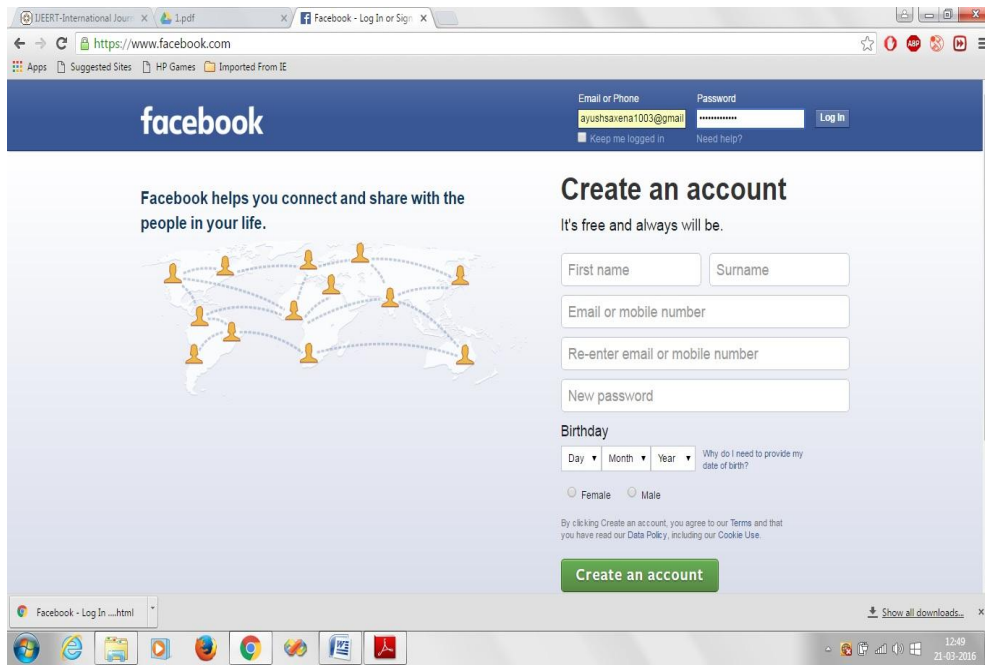 IJEERT-International Journ
1.pdf
Facebook - Log In or Sign
https://www.facebook.com
ABP
Apps Suggested Sites HP Games Imported From IE
facebook
Email or Phone Password
ayushsaxena1003@gmail ••••••••••••• Log In
Keep me logged in Need help?
Facebook helps you connect and share with the
people in your life.
Create an account
It's free and always will be.
First name Surname
Email or mobile number
Re-enter email or mobile number
New password
Birthday
Day Month Year
Why do I need to provide my
date of birth?
Female Male
By clicking Create an account, you agree to our Terms and that
you have read our Data Policy, including our Cookie Use.
Create an account
Facebook - Log In ....html
Show all downloads...
12:49
21-03-2016